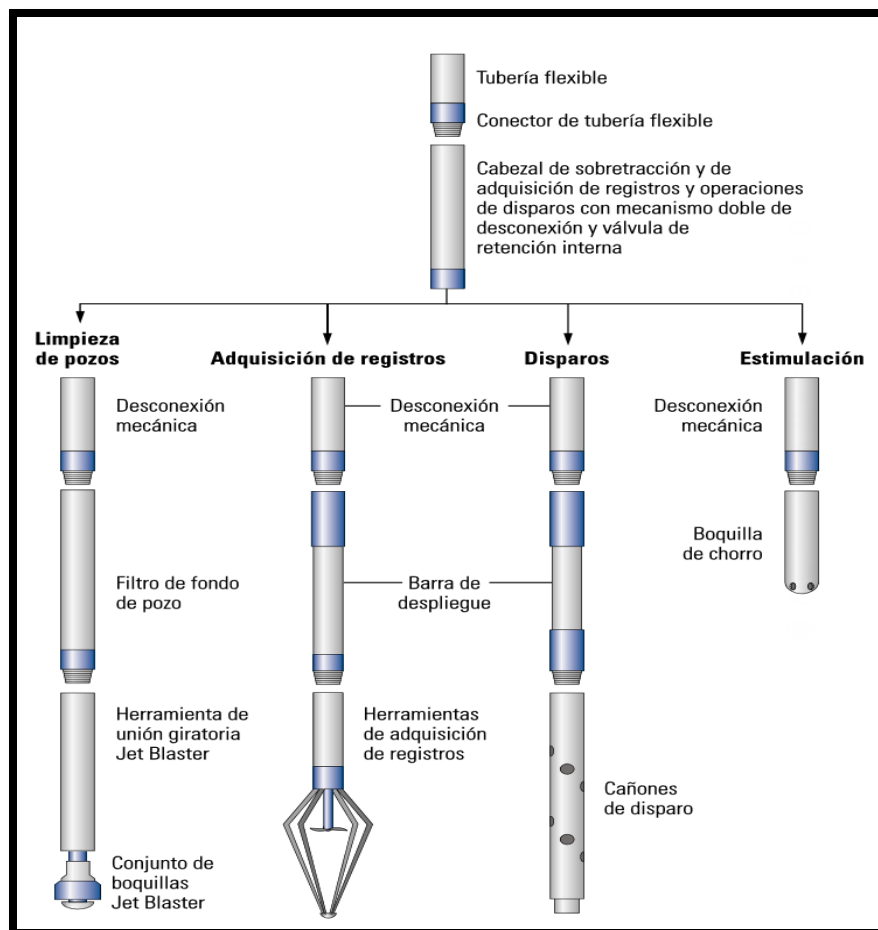 Tubería flexible
Conector de tubería flexible
Cabezal de sobretracción y de
adquisición de registros y operaciones
de disparos con mecanismo doble de
desconexión y válvula de
retención interna
Limpieza
de pozos
Adquisición de registros
Disparos
Estimulación
Desconexión
mecánica
Desconexión
mecánica
Desconexión
mecánica
Boquilla
de chorro
Filtro de fondo
de pozo
Barra de
despliegue
Herramienta de
unión giratoria
Jet Blaster
Herramientas
de adquisición
de registros
Cañones
de disparo
Conjunto de
boquillas
Jet Blaster